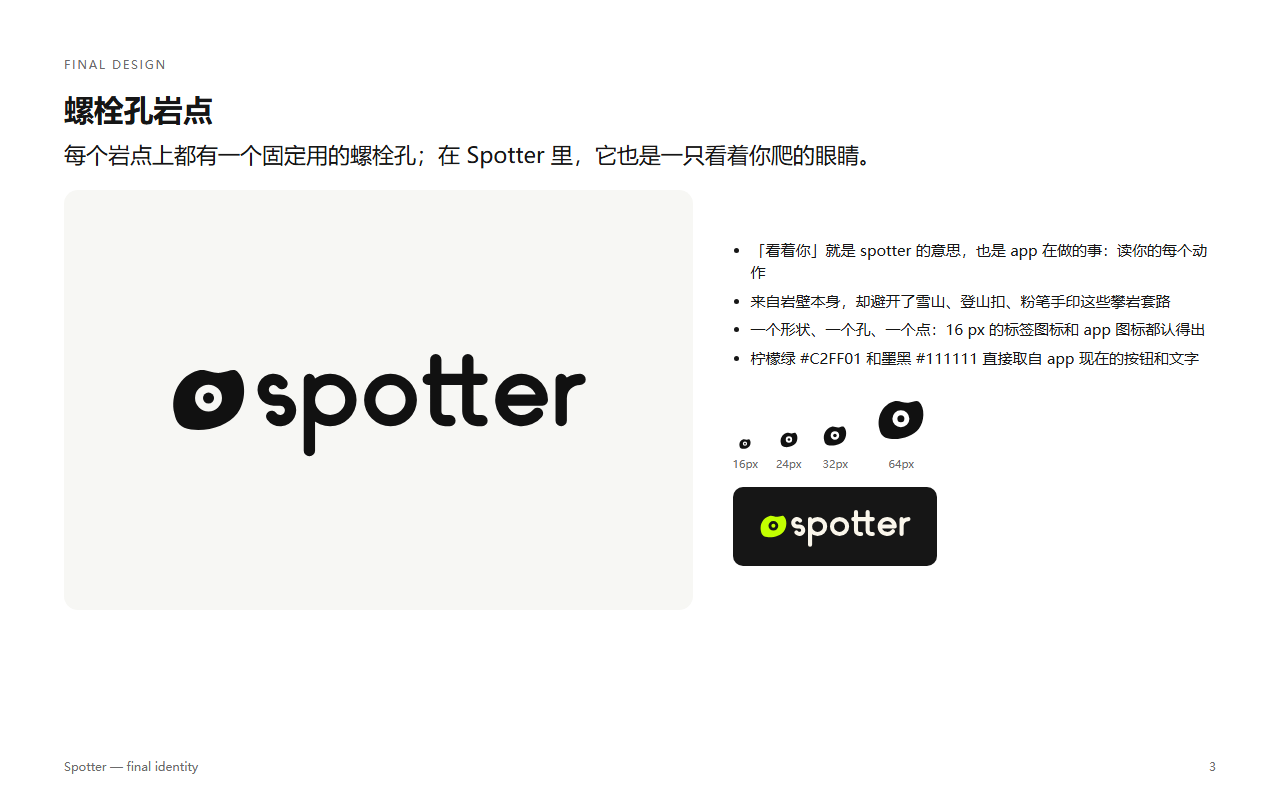 FINAL DESIGN
螺栓孔岩点
每个岩点上都有一个固定用的螺栓孔；在 Spotter 里，它也是一只看着你爬的眼睛。
spotter
「看着你」就是 spotter 的意思，也是 app 在做的事：读你的每个动
作
来自岩壁本身，却避开了雪山、登山扣、粉笔手印这些攀岩套路
一个形状、一个孔、一个点：16 px 的标签图标和 app 图标都认得出
柠檬绿 #C2FF01 和墨黑 #111111 直接取自 app 现在的按钮和文字
16px 24px 32px 64px
spotter
Spotter — final identity
3